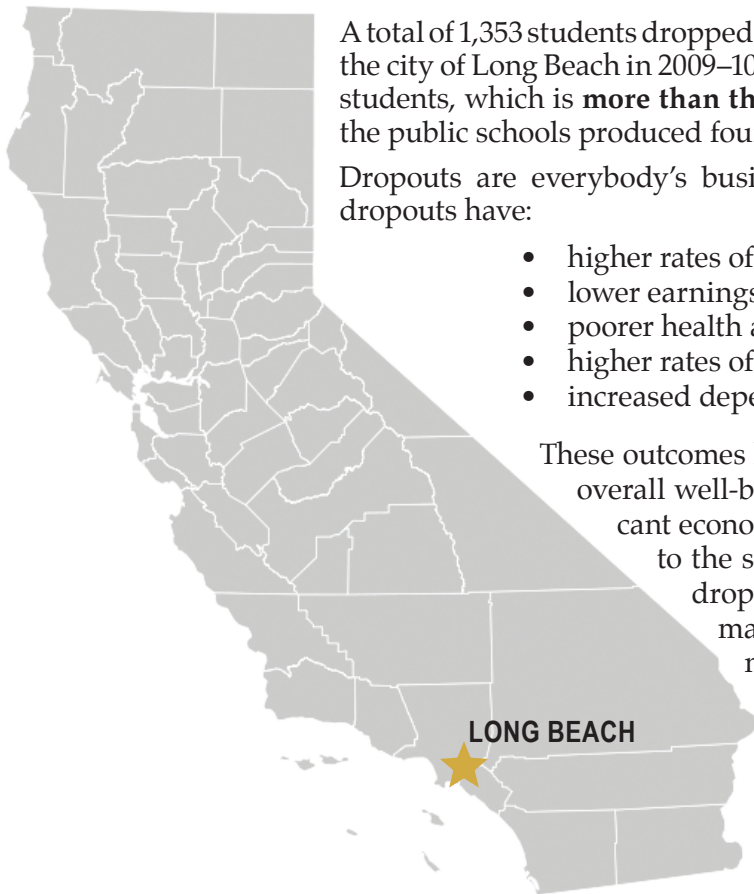 A total of 1,353 students dropped
the city of Long Beach in 2009–10
students, which is more than th
the public schools produced fou
Dropouts are everybody's busi
dropouts have:
• higher rates of
• lower earnings
• poorer health a
• higher rates of
• increased depe
These outcomes
overall well-b
cant econo
to the s
drop
ma
LONG BEACH